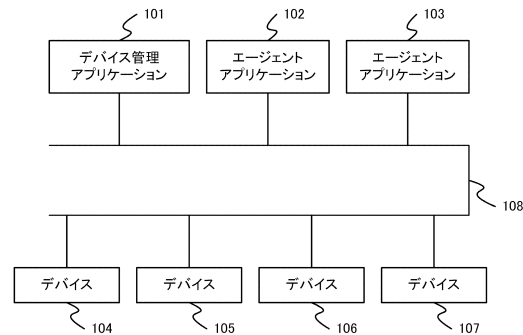 101
102
103
デバイス管理
アプリケーション
エージェント
アプリケーション
エージェント
アプリケーション
108
デバイス
デバイス
デバイス
デバイス
104
105
106
107